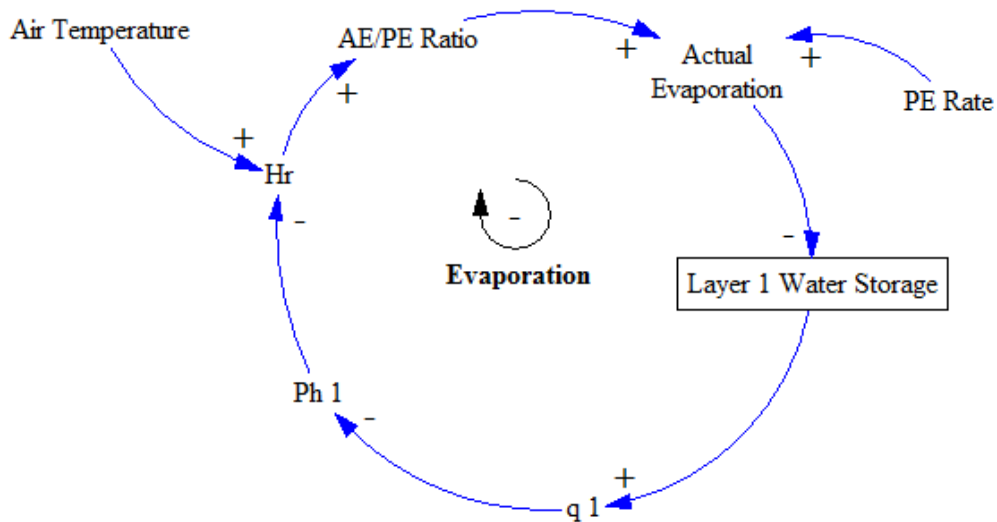 Air Temperature
AE/PE Ratio
+
Actual
Evaporation
+
PE Rate
+
+
Hr
-
-
Evaporation
-
Layer 1 Water Storage
Ph 1
-
+
q 1